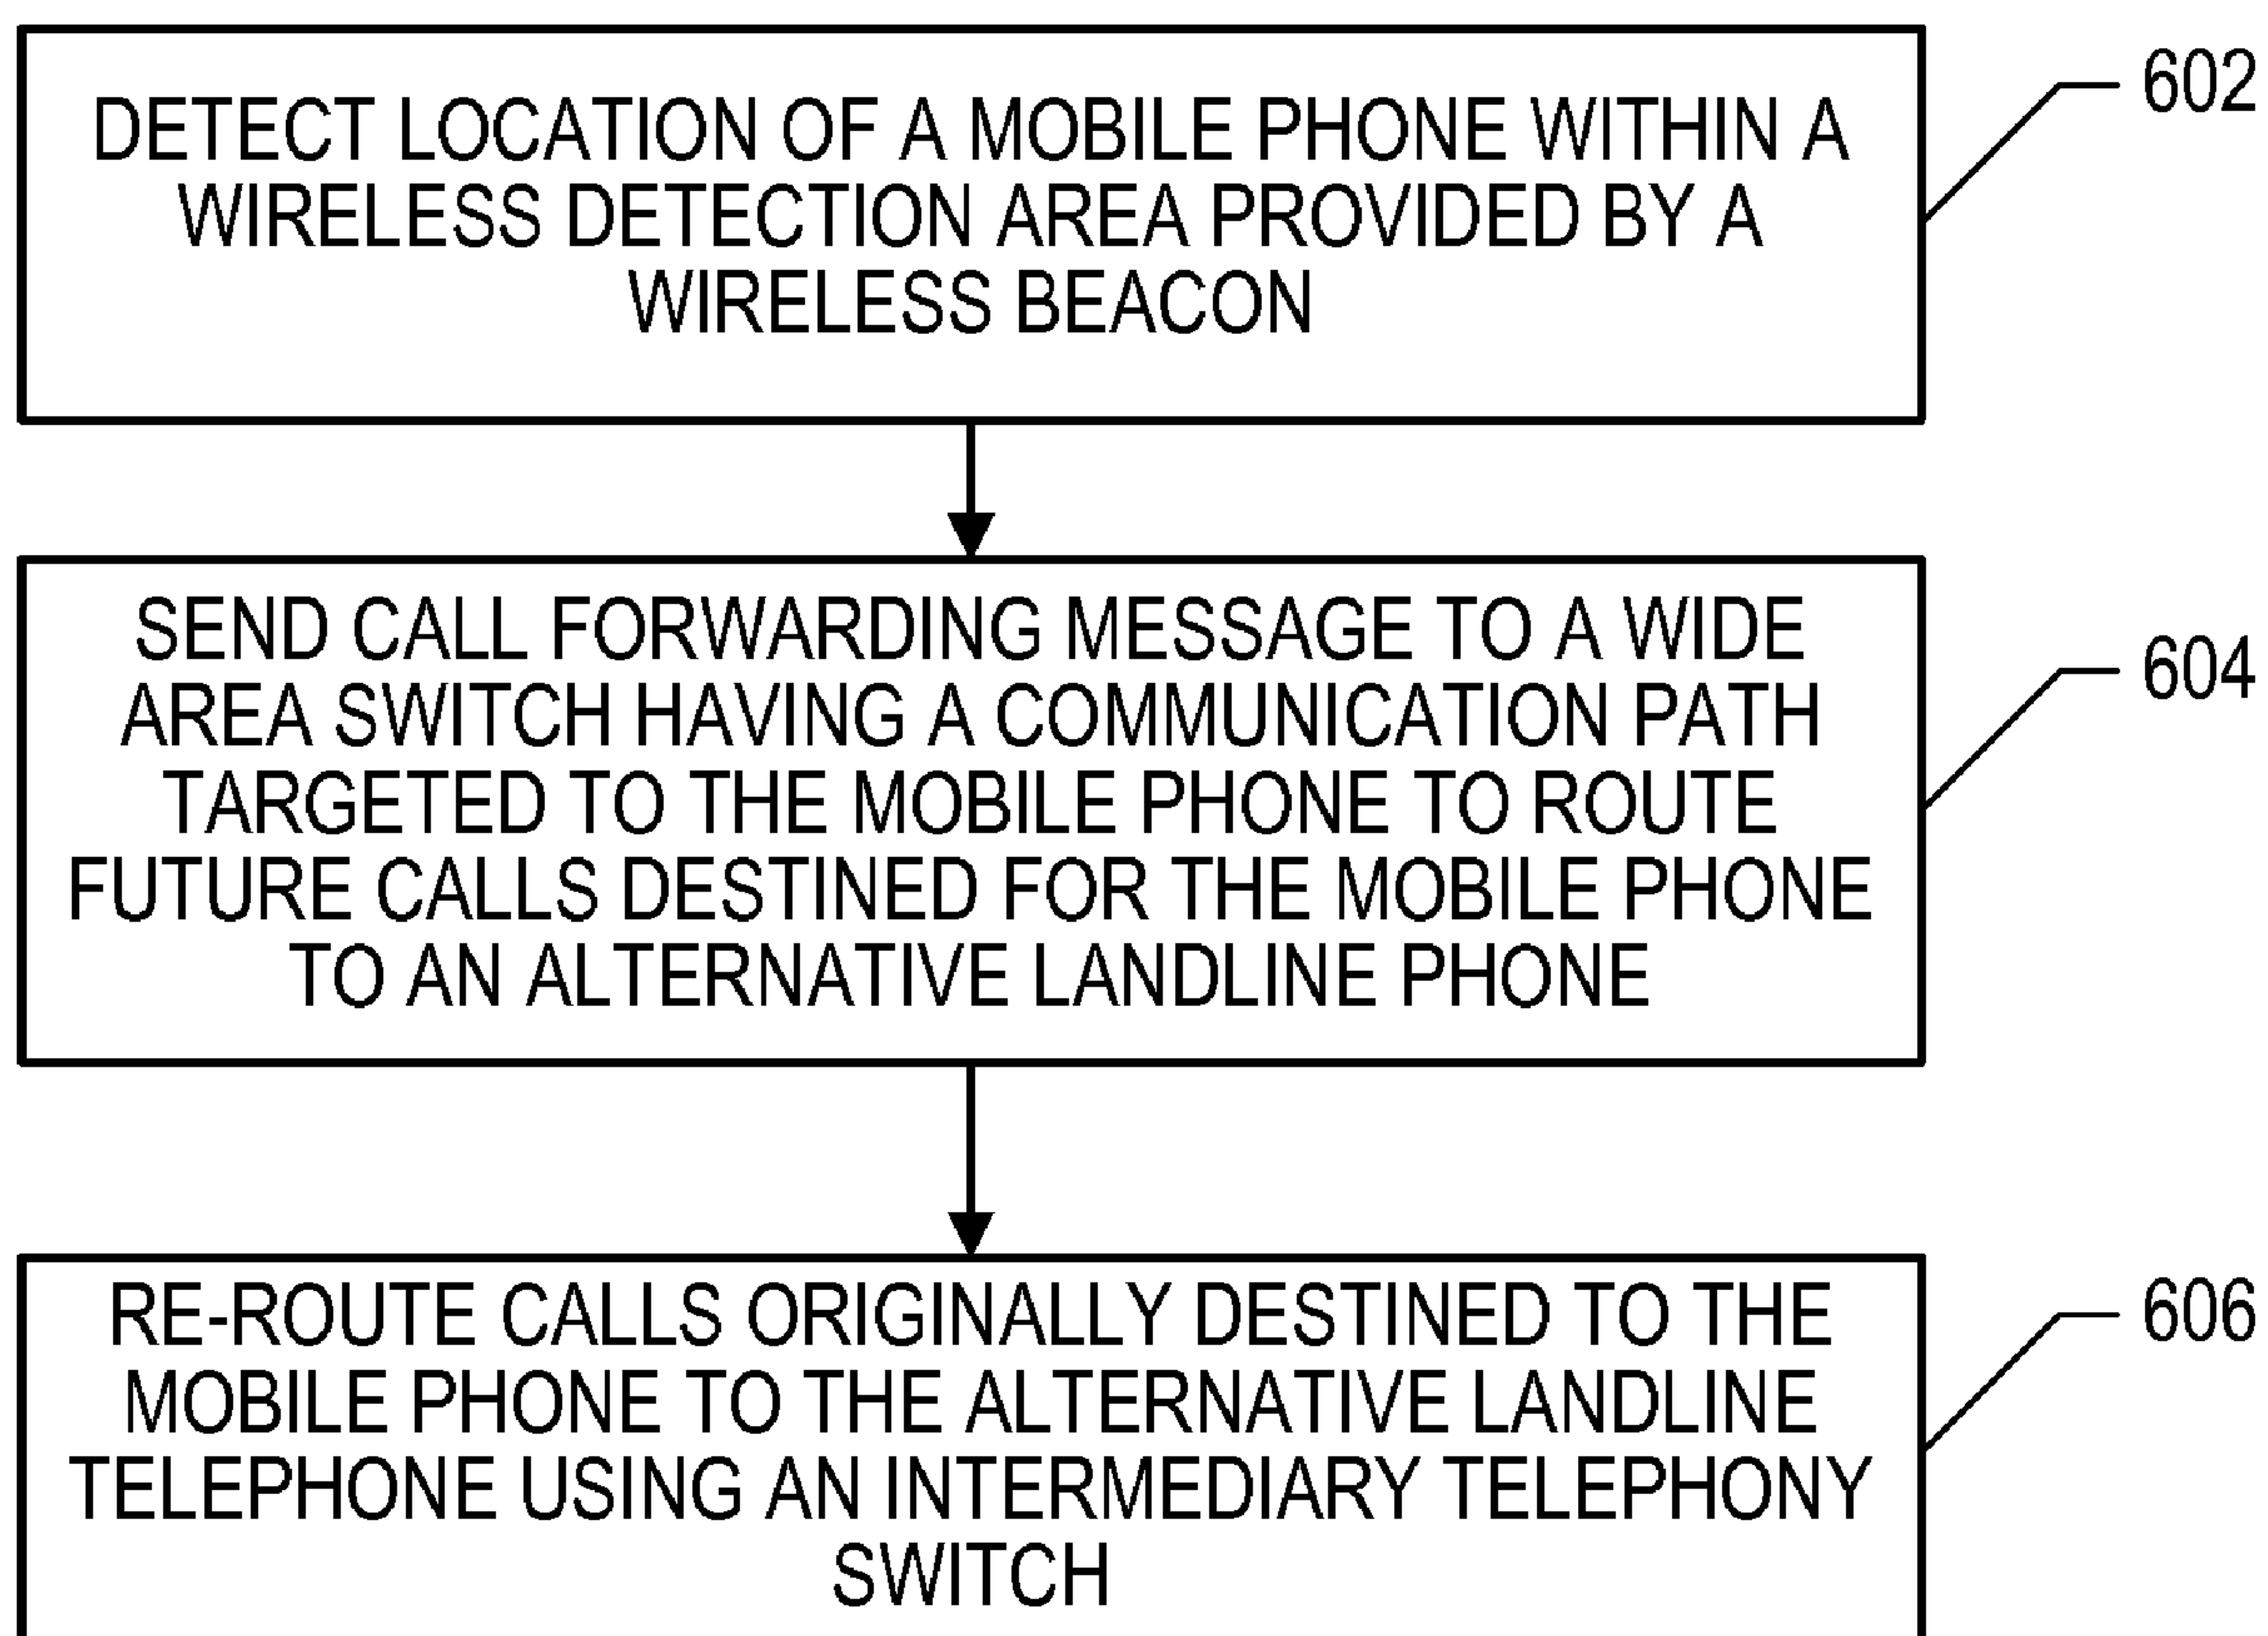 DETECT LOCATION OF A MOBILE PHONE WITHIN A
WIRELESS DETECTION AREA PROVIDED BY A
WIRELESS BEACON
602
SEND CALL FORWARDING MESSAGE TO A WIDE
AREA SWITCH HAVING A COMMUNICATION PATH
TARGETED TO THE MOBILE PHONE TO ROUTE
FUTURE CALLS DESTINED FOR THE MOBILE PHONE
TO AN ALTERNATIVE LANDLINE PHONE
604
RE-ROUTE CALLS ORIGINALLY DESTINED TO THE
MOBILE PHONE TO THE ALTERNATIVE LANDLINE
TELEPHONE USING AN INTERMEDIARY TELEPHONY
SWITCH
606